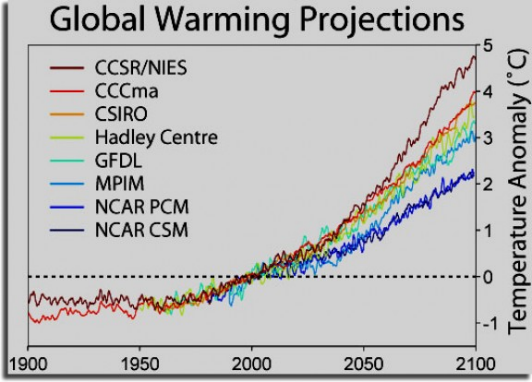 Global Warming Projections
CCSR/NIES
CCCma
CSIRO
Hadley Centre
GFDL
MPIM
NCAR PCM
NCAR CSM
5
4
3
2
1
0
-1
Temperature Anomaly (°C)
1900 1950 2000 2050 2100